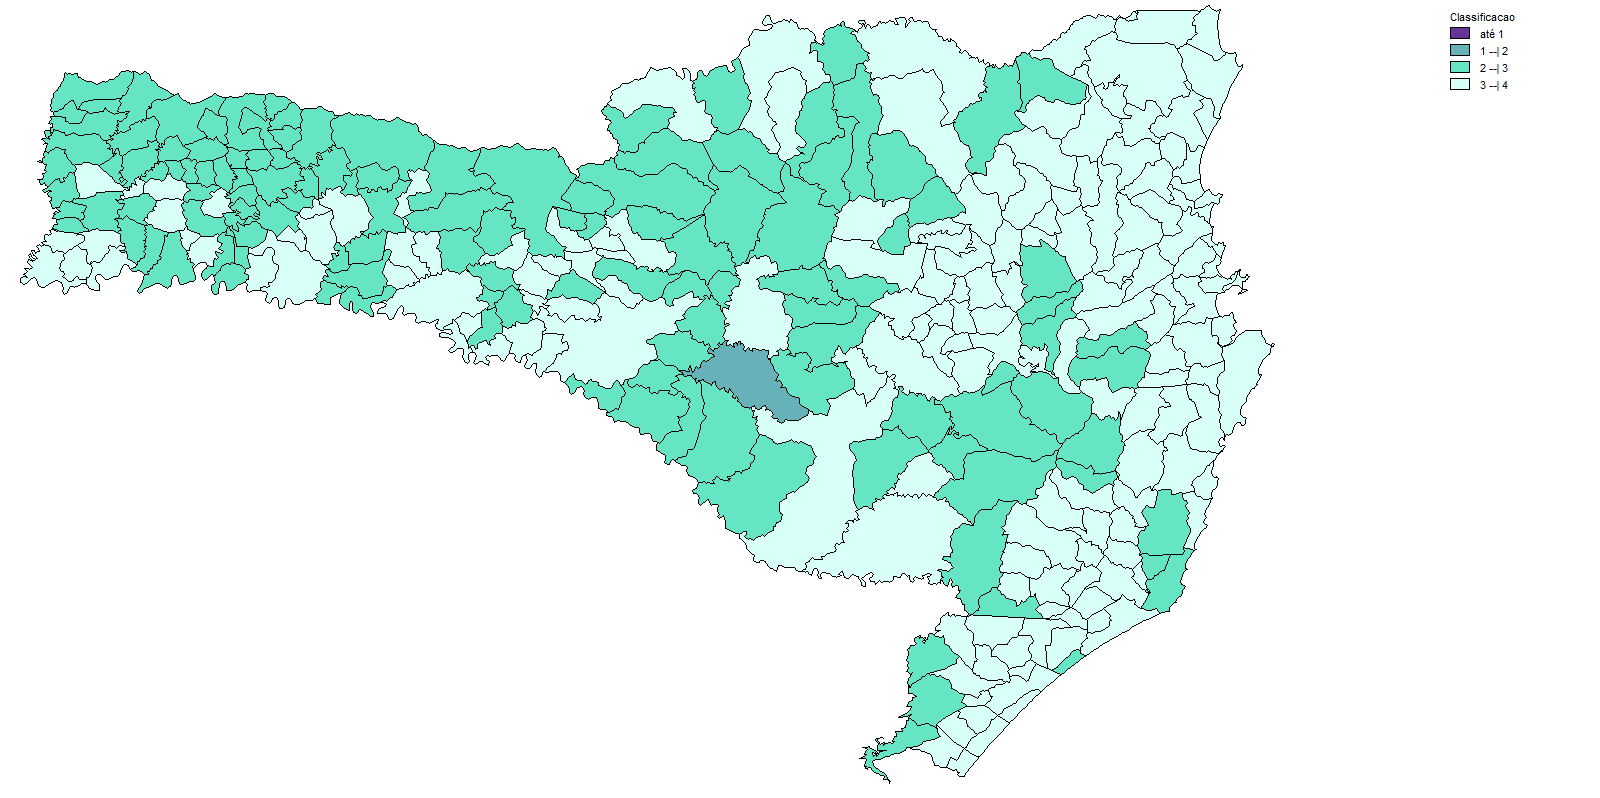 Classificacao
até 1
1 --| 2
2 --| 3
3 --| 4